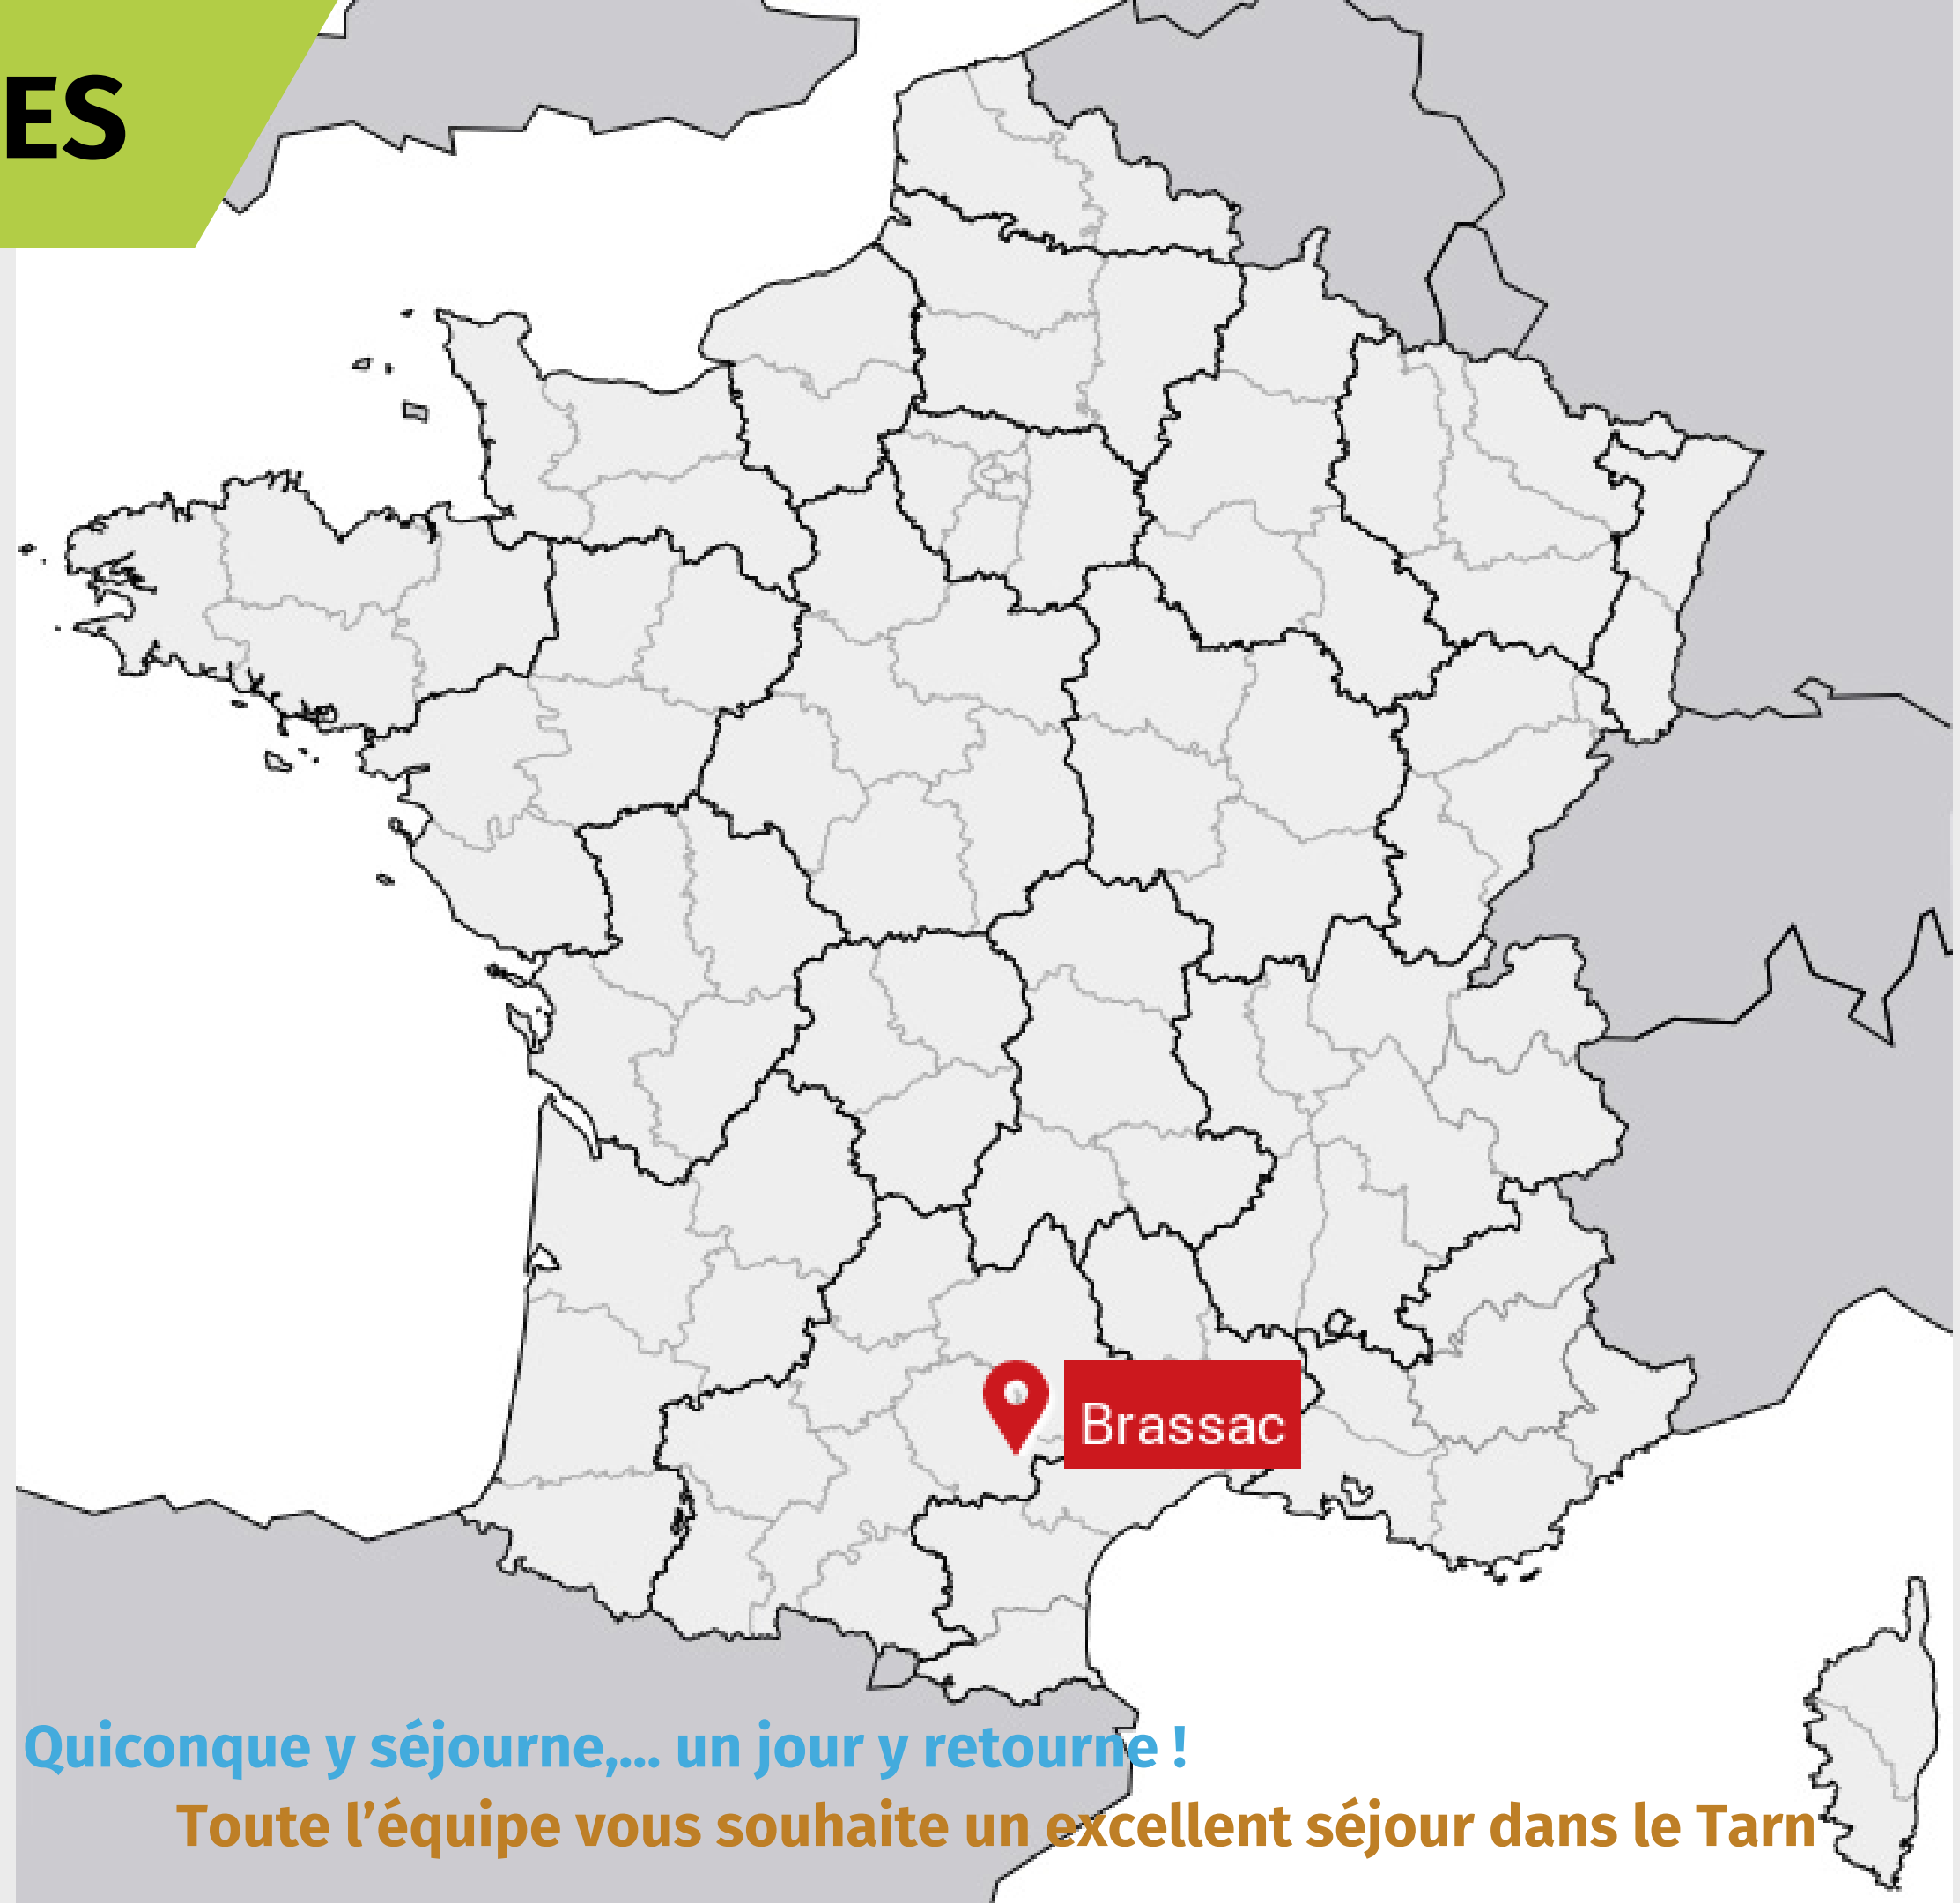 ES
Brassac
Quiconque y séjourne,... un jour y retourne !
Toute l’équipe vous souhaite un excellent séjour dans le Tarn